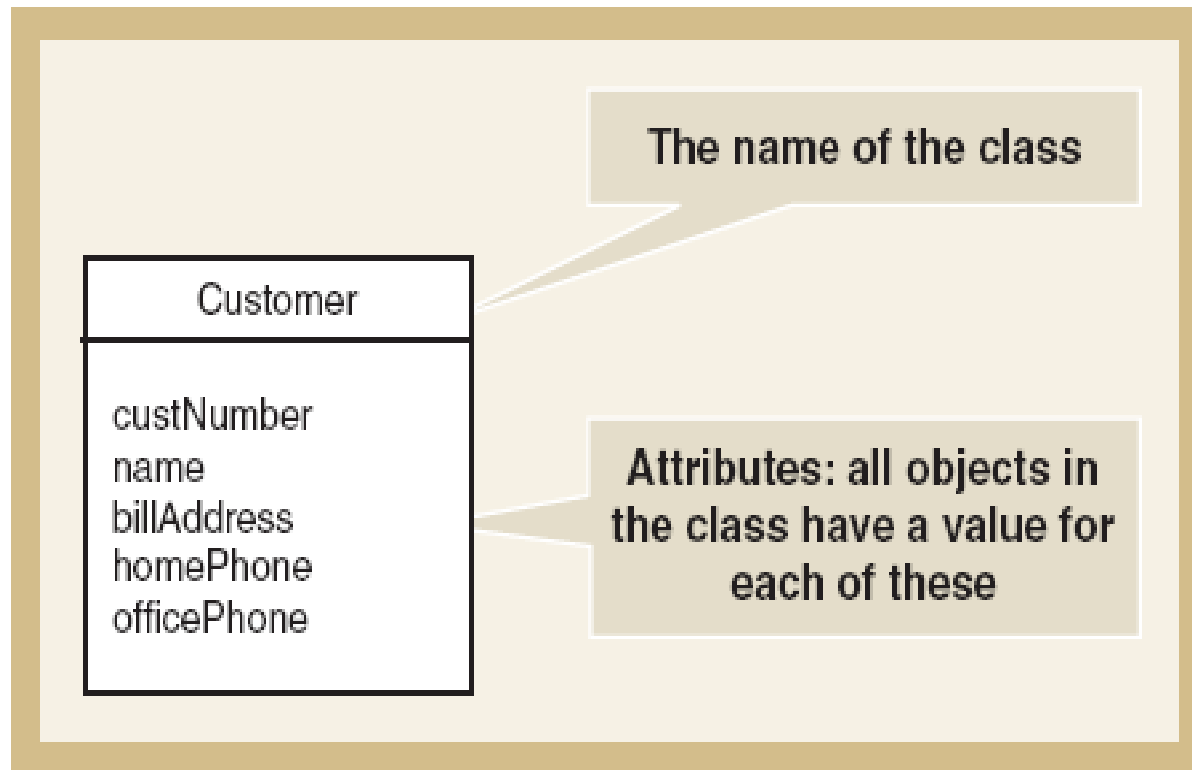 The name of the class
Customer
custNumber
name
billAddress
homePhone
officePhone
Attributes: all objects in
the class have a value for
each of these